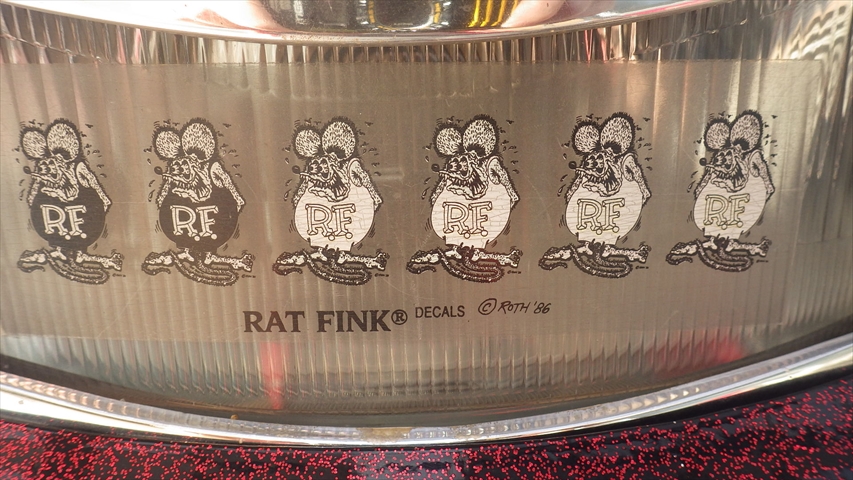 R.F. R.F. R.F. R.F. R.F. R.F.
RAT FINK® DECALS © ROTH '86